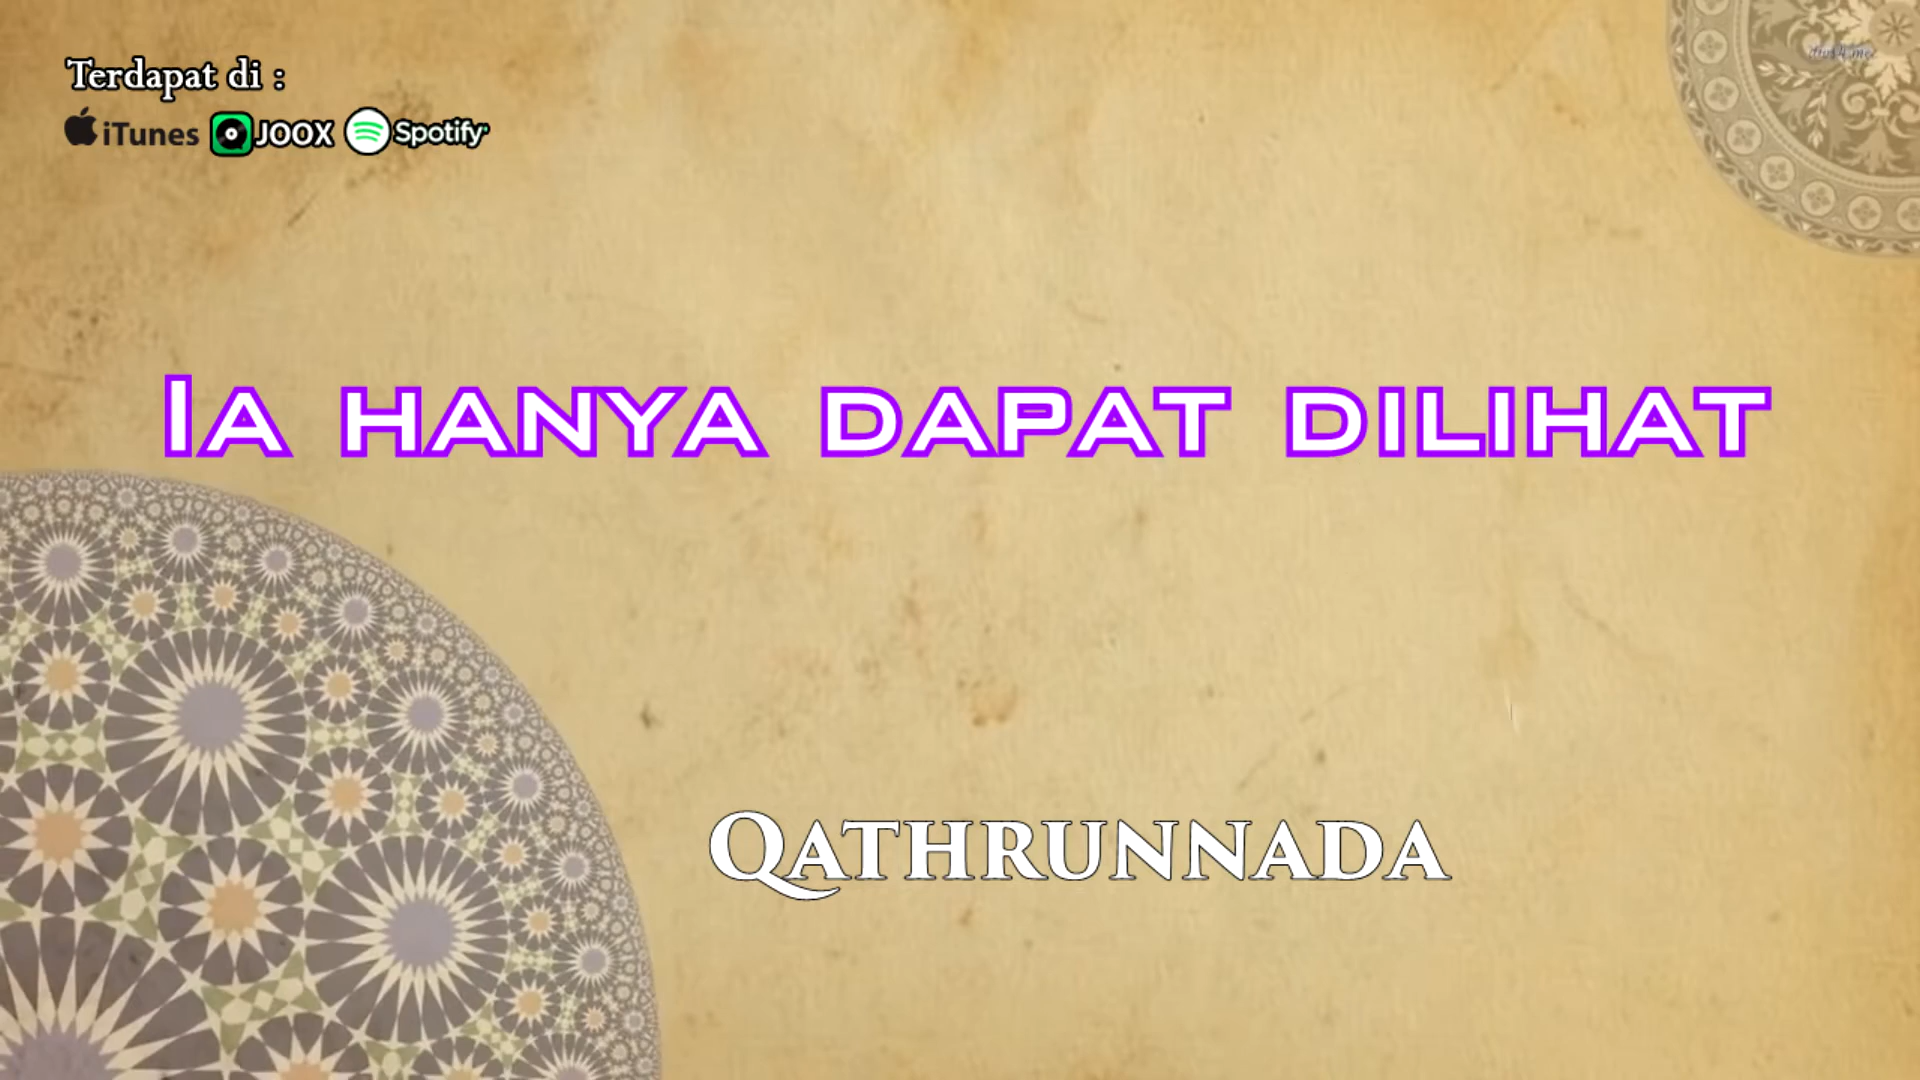 Terdapat di :
iTunes JOOX Spotify
Ia hanya dapat dilihat
Qathrunnada